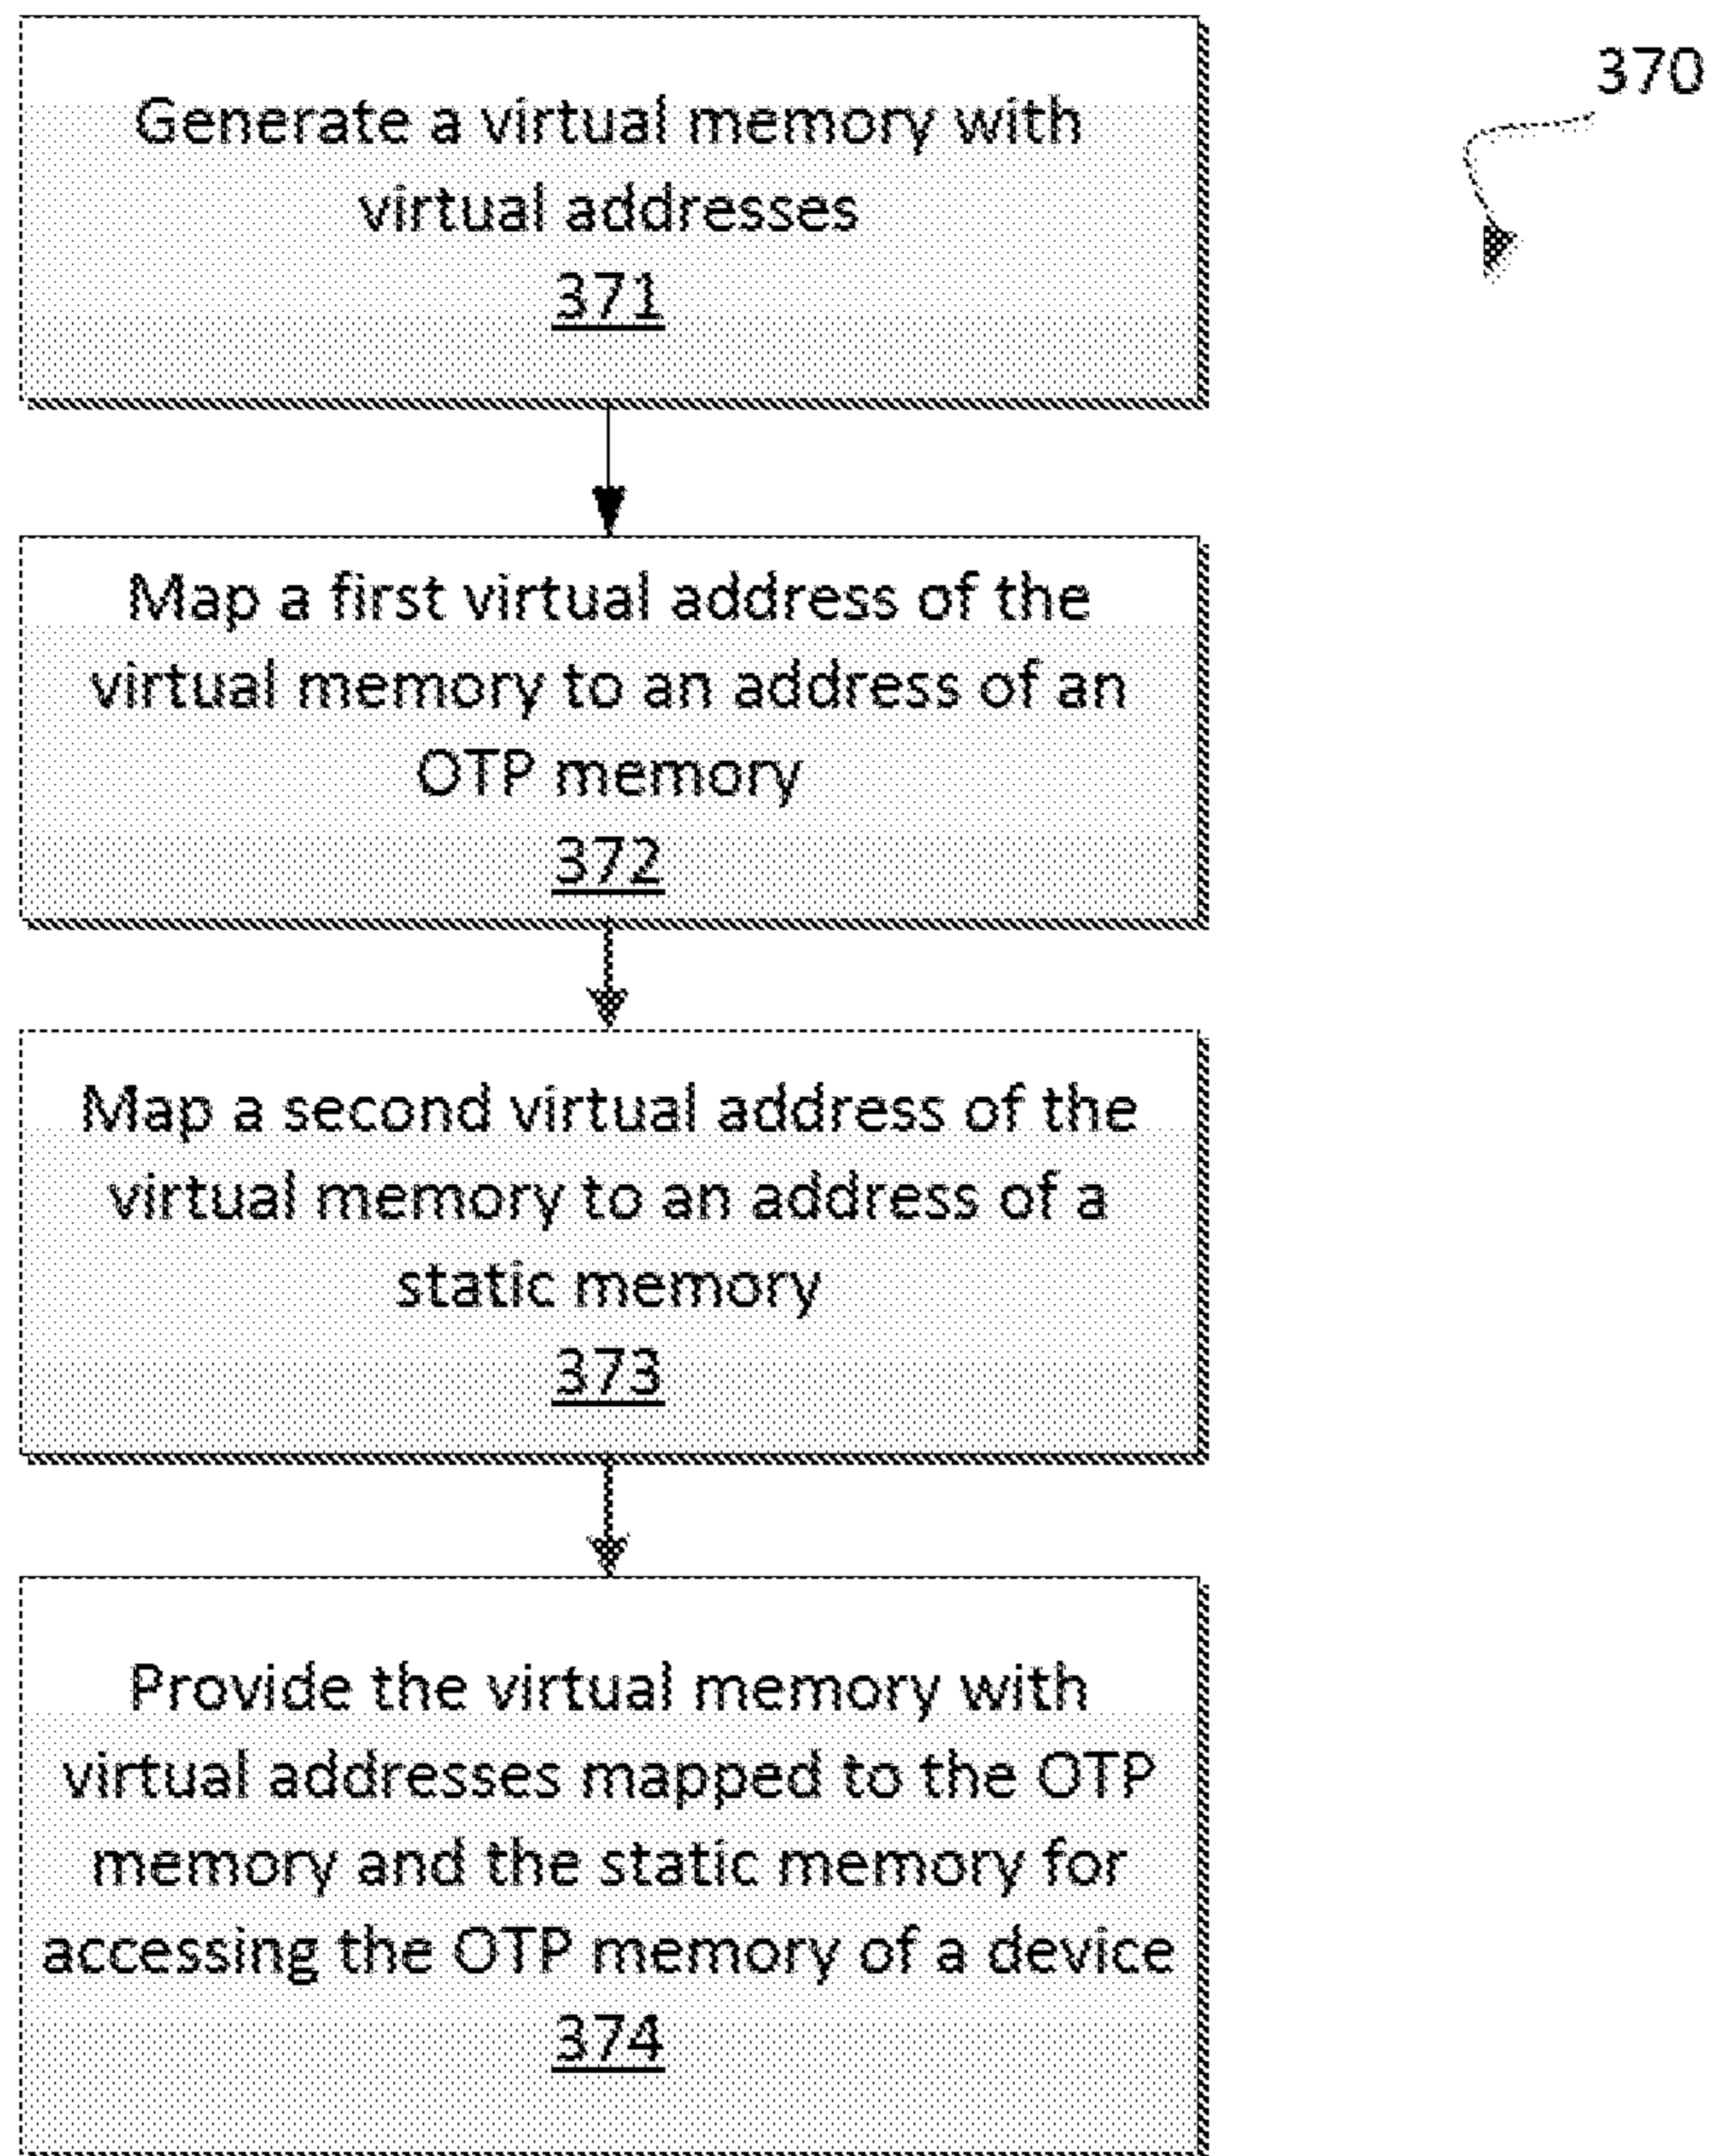 370
Generate a virtual memory with
virtual addresses
371
Map a first virtual address of the
virtual memory to an address of an
OTP memory
372
Map a second virtual address of the
virtual memory to an address of a
static memory
373
Provide the virtual memory with
virtual addresses mapped to the OTP
memory and the static memory for
accessing the OTP memory of a device
374